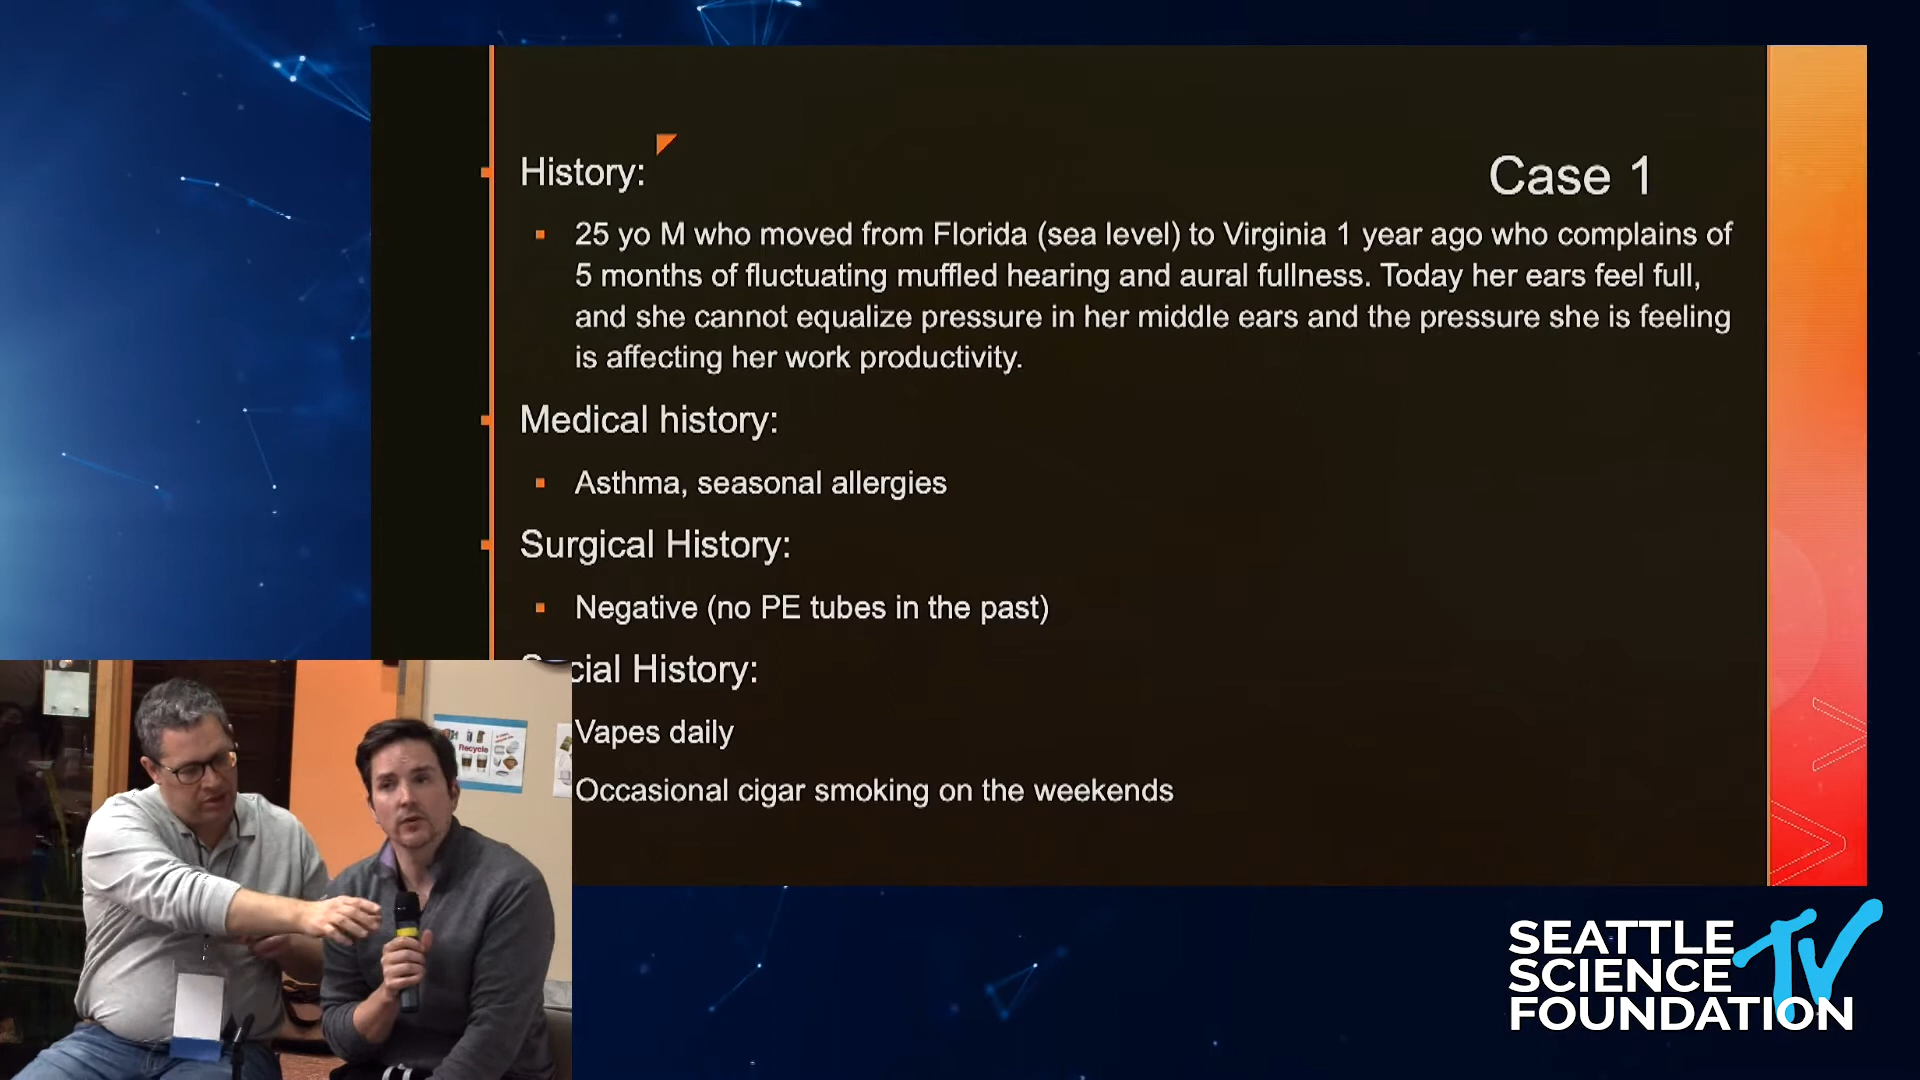 History:
Case 1
25 yo M who moved from Florida (sea level) to Virginia 1 year ago who complains of
5 months of fluctuating muffled hearing and aural fullness. Today her ears feel full,
and she cannot equalize pressure in her middle ears and the pressure she is feeling
is affecting her work productivity.
Medical history:
Asthma, seasonal allergies
Surgical History:
Negative (no PE tubes in the past)
cial History:
Vapes daily
Occasional cigar smoking on the weekends
Recycle
SEATTLE
SCIENCE
FOUNDATION
TV